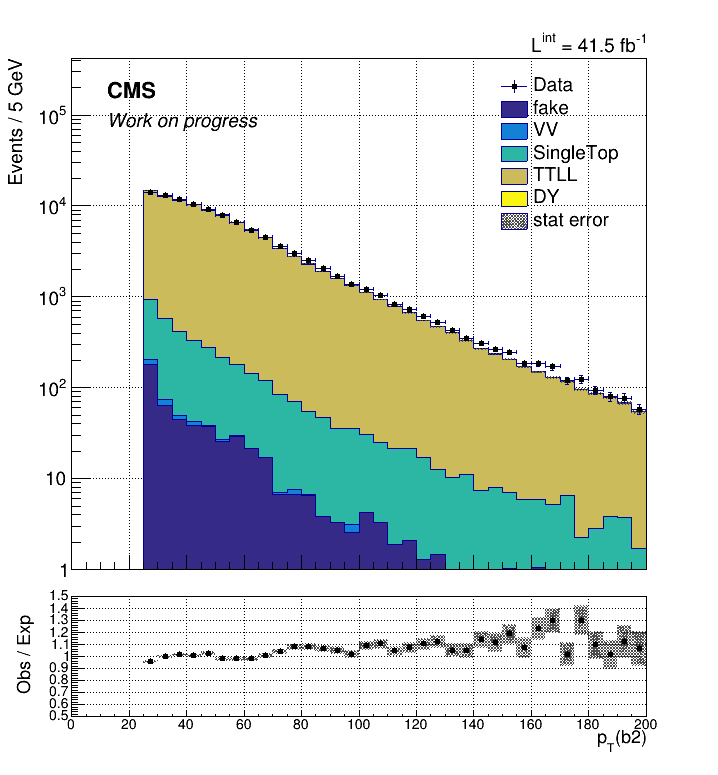 L^int = 41.5 fb^-1
Events / 5 GeV
CMS
Work on progress
Data
fake
VV
SingleTop
TTLL
DY
stat error
10^5
10^4
10^3
10^2
10
1
Obs / Exp
1.5
1.4
1.3
1.2
1.1
1
0.9
0.8
0.7
0.6
0.5
0 20 40 60 80 100 120 140 160 180 200
p_T(b2)